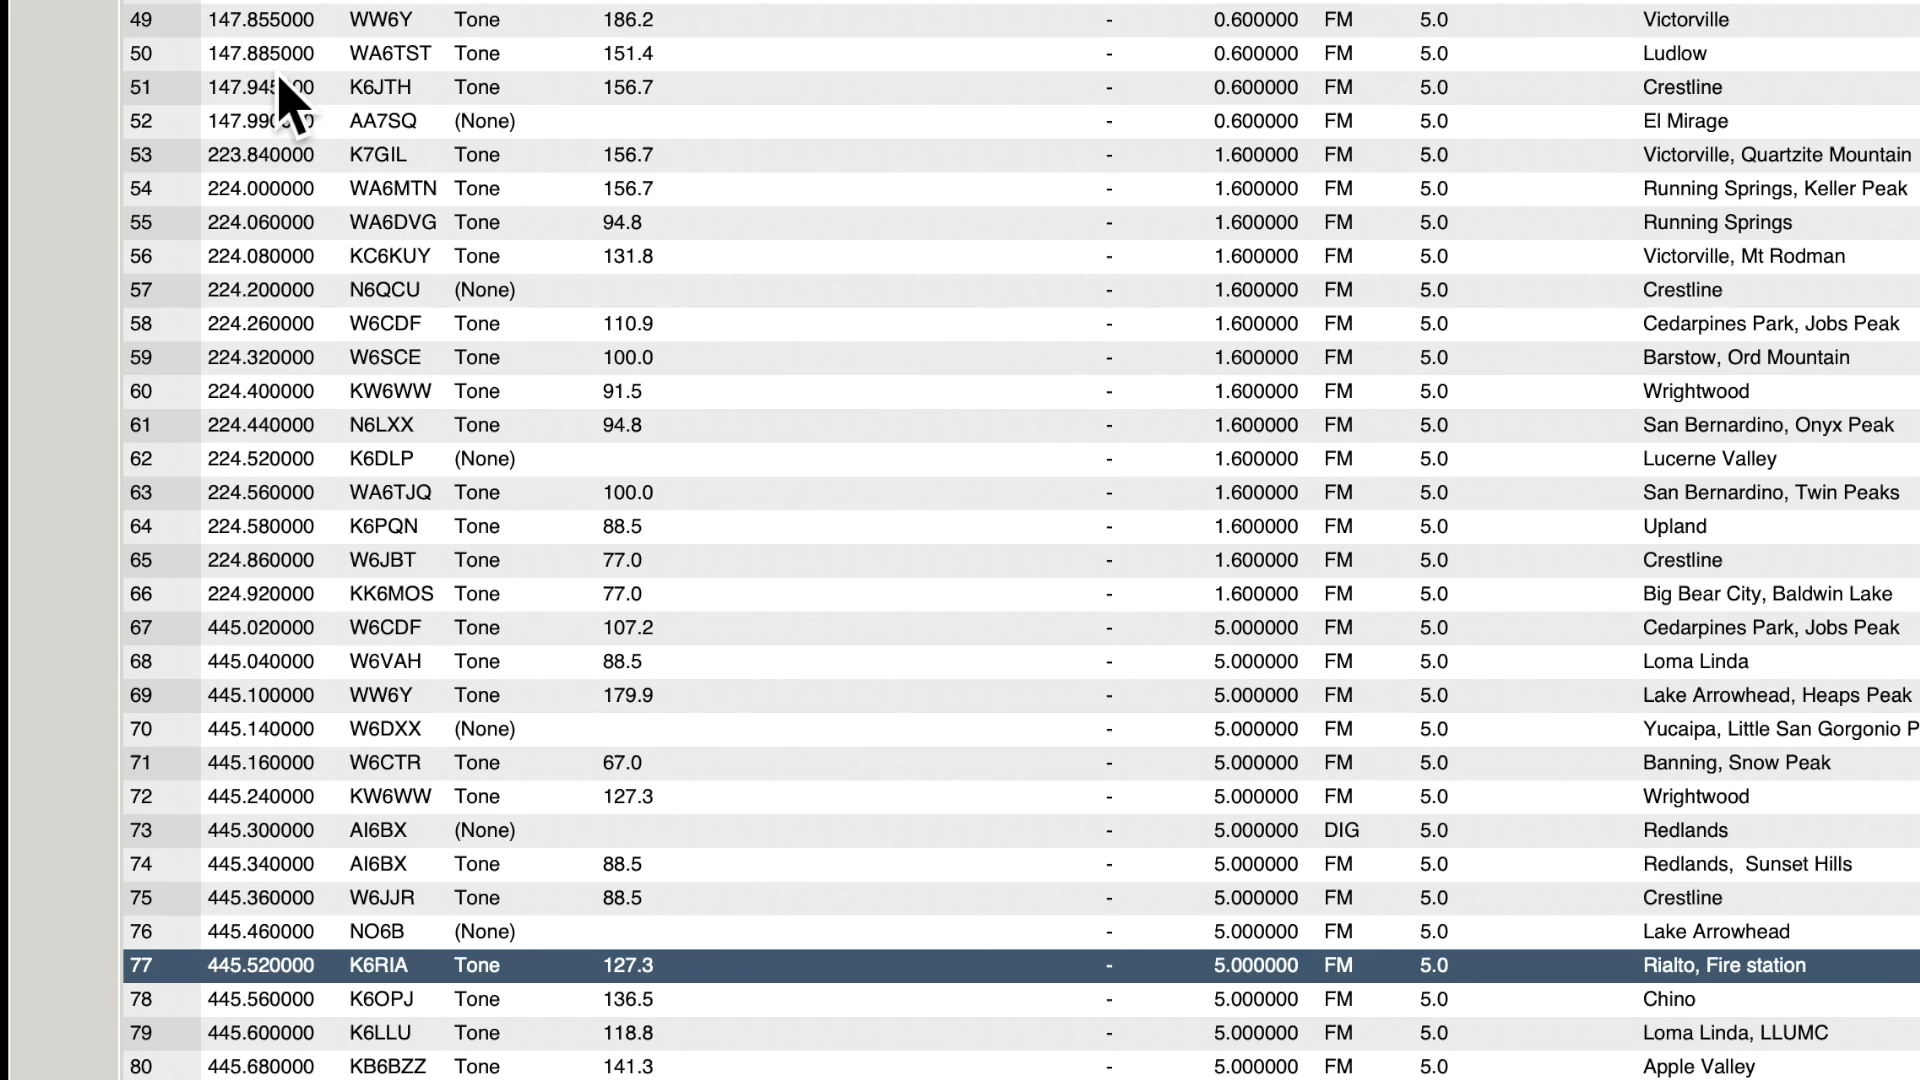 49 147.855000 WW6Y Tone 186.2 - 0.600000 FM 5.0 Victorville
50 147.885000 WA6TST Tone 151.4 - 0.600000 FM 5.0 Ludlow
51 K6JTH Tone 156.7 - 0.600000 FM 5.0 Crestline
52 AA7SQ (None) - 0.600000 FM 5.0 El Mirage
53 223.840000 K7GIL Tone 156.7 - 1.600000 FM 5.0 Victorville, Quartzite Mountain
54 224.000000 WA6MTN Tone 156.7 - 1.600000 FM 5.0 Running Springs, Keller Peak
55 224.060000 WA6DVG Tone 94.8 - 1.600000 FM 5.0 Running Springs
56 224.080000 KC6KUY Tone 131.8 - 1.600000 FM 5.0 Victorville, Mt Rodman
57 224.200000 N6QCU (None) - 1.600000 FM 5.0 Crestline
58 224.260000 W6CDF Tone 110.9 - 1.600000 FM 5.0 Cedarpines Park, Jobs Peak
59 224.320000 W6SCE Tone 100.0 - 1.600000 FM 5.0 Barstow, Ord Mountain
60 224.400000 KW6WW Tone 91.5 - 1.600000 FM 5.0 Wrightwood
61 224.440000 N6LXX Tone 94.8 - 1.600000 FM 5.0 San Bernardino, Onyx Peak
62 224.520000 K6DLP (None) - 1.600000 FM 5.0 Lucerne Valley
63 224.560000 WA6TJQ Tone 100.0 - 1.600000 FM 5.0 San Bernardino, Twin Peaks
64 224.580000 K6PQN Tone 88.5 - 1.600000 FM 5.0 Upland
65 224.860000 W6JBT Tone 77.0 - 1.600000 FM 5.0 Crestline
66 224.920000 KK6MOS Tone 77.0 - 1.600000 FM 5.0 Big Bear City, Baldwin Lake
67 445.020000 W6CDF Tone 107.2 - 5.000000 FM 5.0 Cedarpines Park, Jobs Peak
68 445.040000 W6VAH Tone 88.5 - 5.000000 FM 5.0 Loma Linda
69 445.100000 WW6Y Tone 179.9 - 5.000000 FM 5.0 Lake Arrowhead, Heaps Peak
70 445.140000 W6DXX (None) - 5.000000 FM 5.0 Yucaipa, Little San Gorgonio P
71 445.160000 W6CTR Tone 67.0 - 5.000000 FM 5.0 Banning, Snow Peak
72 445.240000 KW6WW Tone 127.3 - 5.000000 FM 5.0 Wrightwood
73 445.300000 AI6BX (None) - 5.000000 DIG 5.0 Redlands
74 445.340000 AI6BX Tone 88.5 - 5.000000 FM 5.0 Redlands, Sunset Hills
75 445.360000 W6JJR Tone 88.5 - 5.000000 FM 5.0 Crestline
76 445.460000 NO6B (None) - 5.000000 FM 5.0 Lake Arrowhead
77 445.520000 K6RIA Tone 127.3 - 5.000000 FM 5.0 Rialto, Fire station
78 445.560000 K6OPJ Tone 136.5 - 5.000000 FM 5.0 Chino
79 445.600000 K6LLU Tone 118.8 - 5.000000 FM 5.0 Loma Linda, LLUMC
80 445.680000 KB6BZZ Tone 141.3 - 5.000000 FM 5.0 Apple Valley